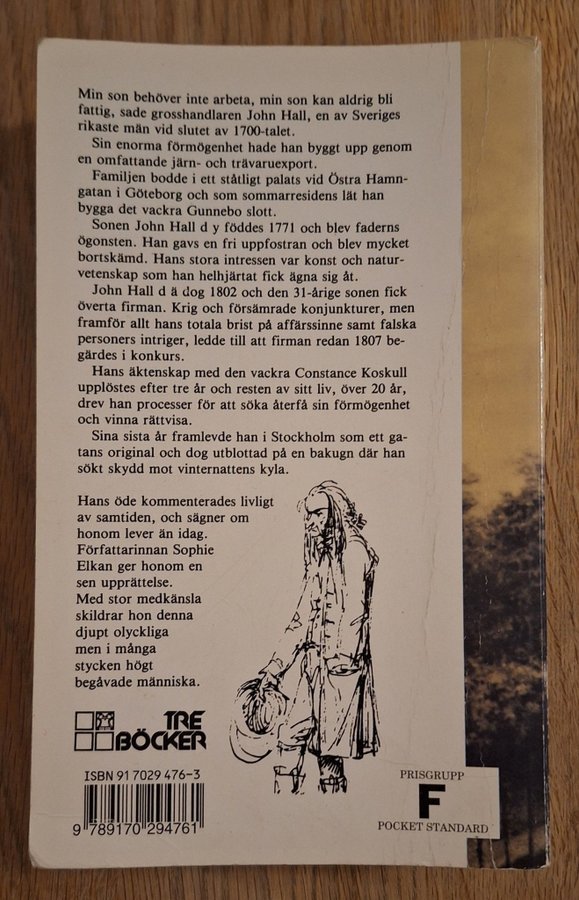 Min son behöver inte arbeta, min son kan aldrig bli
fattig, sade grosshandlaren John Hall, en av Sveriges
rikaste män vid slutet av 1700-talet.
Sin enorma förmögenhet hade han byggt upp genom
en omfattande järn- och trävaruexport.
Familjen bodde i ett ståtligt palats vid Östra Hamn-
gatan i Göteborg och som sommarresidens lät han
bygga det vackra Gunnebo slott.
Sonen John Hall d y föddes 1771 och blev faderns
ögonsten. Han gavs en fri uppfostran och blev mycket
bortskämd. Hans stora intressen var konst och natur-
vetenskap som han helhjärtat fick ägna sig åt.
John Hall d ä dog 1802 och den 31-årige sonen fick
överta firman. Krig och försämrade konjunkturer, men
framför allt hans totala brist på affärssinne samt falska
personers intriger, ledde till att firman redan 1807 be-
gärdes i konkurs.
Hans äktenskap med den vackra Constance Koskull
upplöstes efter tre år och resten av sitt liv, över 20 år,
drev han processer för att söka återfå sin förmögenhet
och vinna rättvisa.
Sina sista år framlevde han i Stockholm som ett ga-
tans original och dog utblottad på en bakugn där han
sökt skydd mot vinternattens kyla.
Hans öde kommenterades livligt
av samtiden, och sägner om
honom lever än idag.
Författarinnan Sophie
Elkan ger honom en
sen upprättelse.
Med stor medkänsla
skildrar hon denna
djupt olyckliga
men i många
stycken högt
begåvade människa.
TRE
BÖCKER
ISBN 91 7029 476-3
9 789170 294761
PRISGRUPP
F
POCKET STANDARD